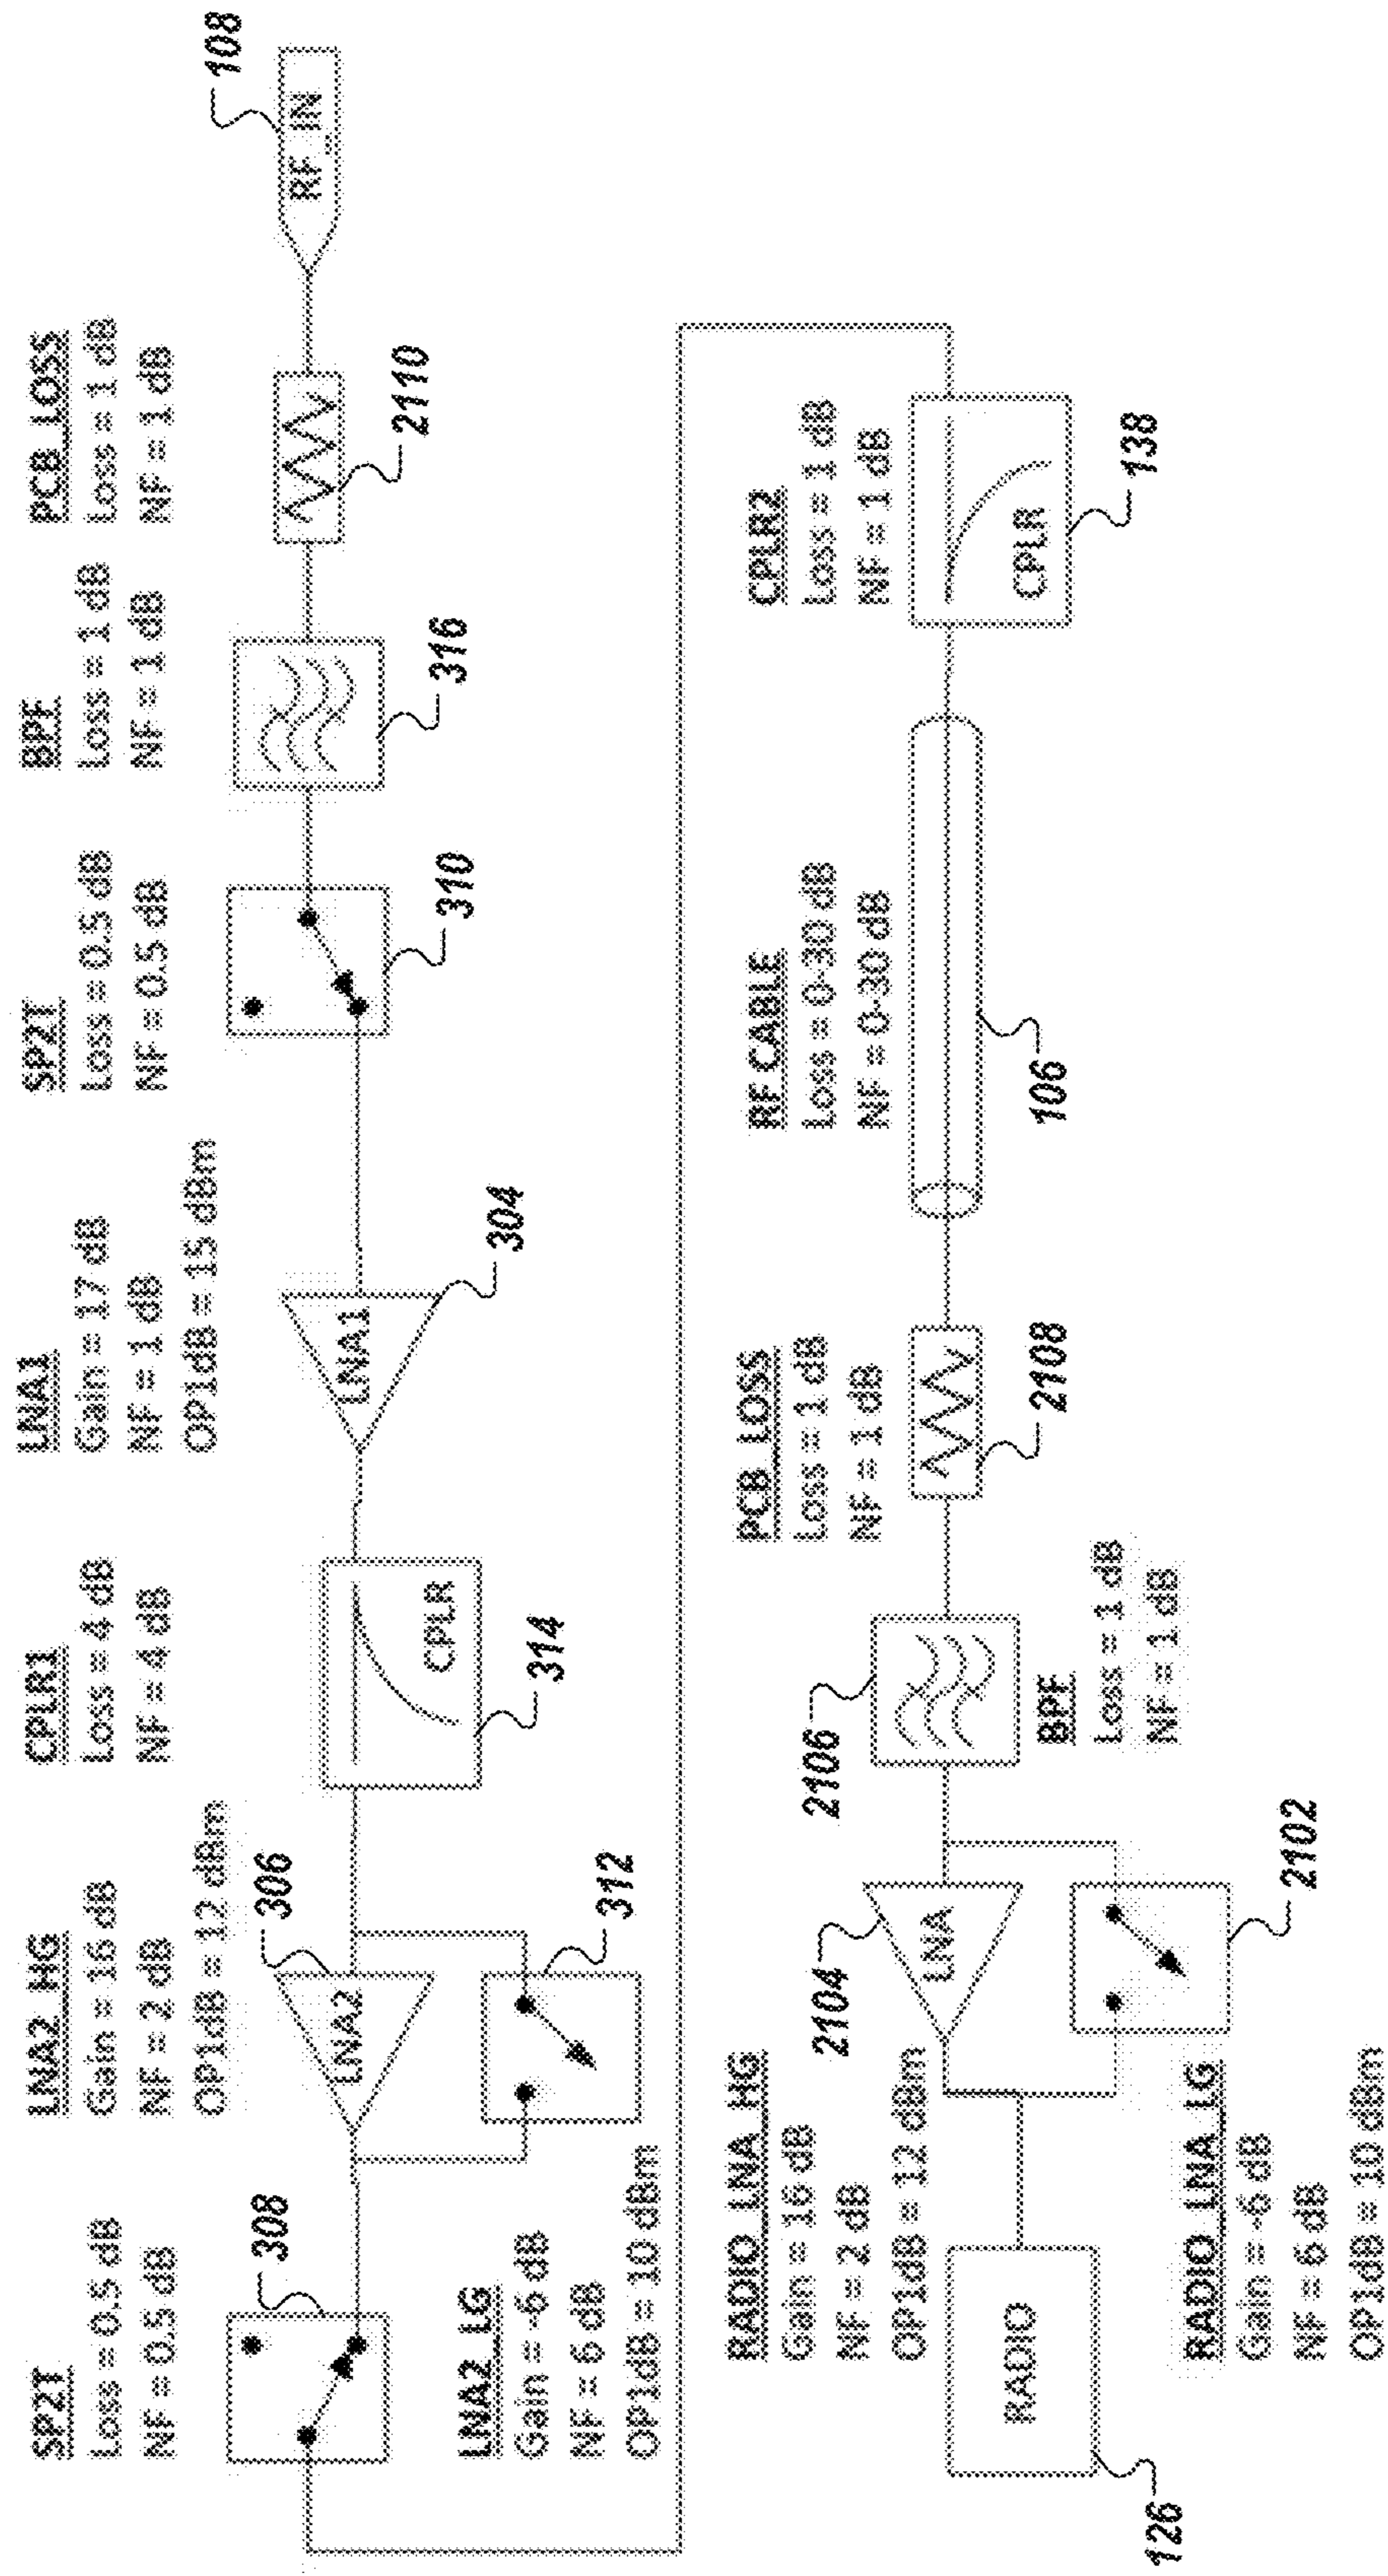 SP2T
Loss = 0.5 dB
NF = 0.5 dB
308
LNA2 HG
Gain = 16 dB
NF = 2 dB
OP1dB = 12 dBm
306
LNA2
312
LNA2 LG
Gain = -6 dB
NF = 6 dB
OP1dB = 10 dBm
CPLR1
Loss = 4 dB
NF = 4 dB
CPLR
314
LNA1
Gain = 17 dB
NF = 1 dB
OP1dB = 15 dBm
LNA1
304
SP2T
Loss = 0.5 dB
NF = 0.5 dB
310
BPF
Loss = 1 dB
NF = 1 dB
316
PCB_LOSS
Loss = 1 dB
NF = 1 dB
2110
RF_IN
108
RADIO
126
RADIO_LNA_HG
Gain = 16 dB
NF = 2 dB
OP1dB = 12 dBm
2104
LNA
2102
RADIO_LNA_LG
Gain = -6 dB
NF = 6 dB
OP1dB = 10 dBm
2106
BPF
Loss = 1 dB
NF = 1 dB
PCB_LOSS
Loss = 1 dB
NF = 1 dB
2108
RF CABLE
Loss = 0-30 dB
NF = 0-30 dB
106
CPLR2
Loss = 1 dB
NF = 1 dB
CPLR
138